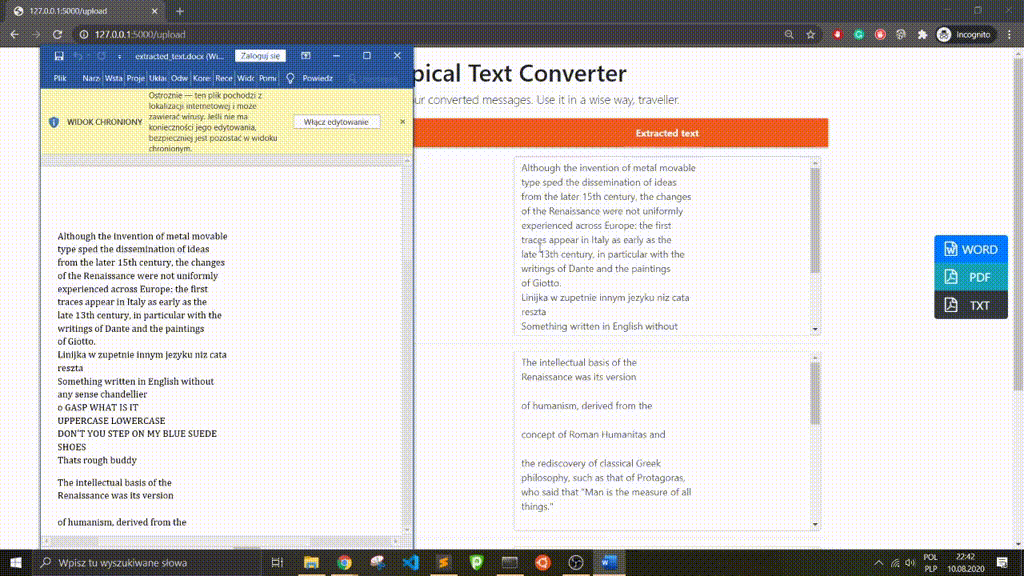 127.0.0.1:5000/upload
127.0.0.1:5000/upload
Incognito
extracted_text.docx (Wi...
Zaloguj się
Plik Narz Wsta Proje Ukłac Odw Kores Rece Widc Pomc Powiedz
WIDOK CHRONIONY
Ostrożnie — ten plik pochodzi z
lokalizacji internetowej i może
zawierać wirusy. Jeśli nie ma
konieczności jego edytowania,
bezpieczniej jest pozostać w widoku
chronionym.
Włącz edytowanie
Although the invention of metal movable
type sped the dissemination of ideas
from the later 15th century, the changes
of the Renaissance were not uniformly
experienced across Europe: the first
traces appear in Italy as early as the
late 13th century, in particular with the
writings of Dante and the paintings
of Giotto.
Linijka w zupetnie innym jezyku niz cata
reszta
Something written in English without
any sense chandellier
o GASP WHAT IS IT
UPPERCASE LOWERCASE
DON'T YOU STEP ON MY BLUE SUEDE
SHOES
Thats rough buddy
The intellectual basis of the
Renaissance was its version
of humanism, derived from the
pical Text Converter
ur converted messages. Use it in a wise way, traveller.
Extracted text
Although the invention of metal movable
type sped the dissemination of ideas
from the later 15th century, the changes
of the Renaissance were not uniformly
experienced across Europe: the first
traces appear in Italy as early as the
late 13th century, in particular with the
writings of Dante and the paintings
of Giotto.
Linijka w zupetnie innym jezyku niz cata
reszta
Something written in English without
The intellectual basis of the
Renaissance was its version
of humanism, derived from the
concept of Roman Humanitas and
the rediscovery of classical Greek
philosophy, such as that of Protagoras,
who said that "Man is the measure of all
things."
WORD
PDF
TXT
Wpisz tu wyszukiwane słowa
POL
PLP
22:42
10.08.2020